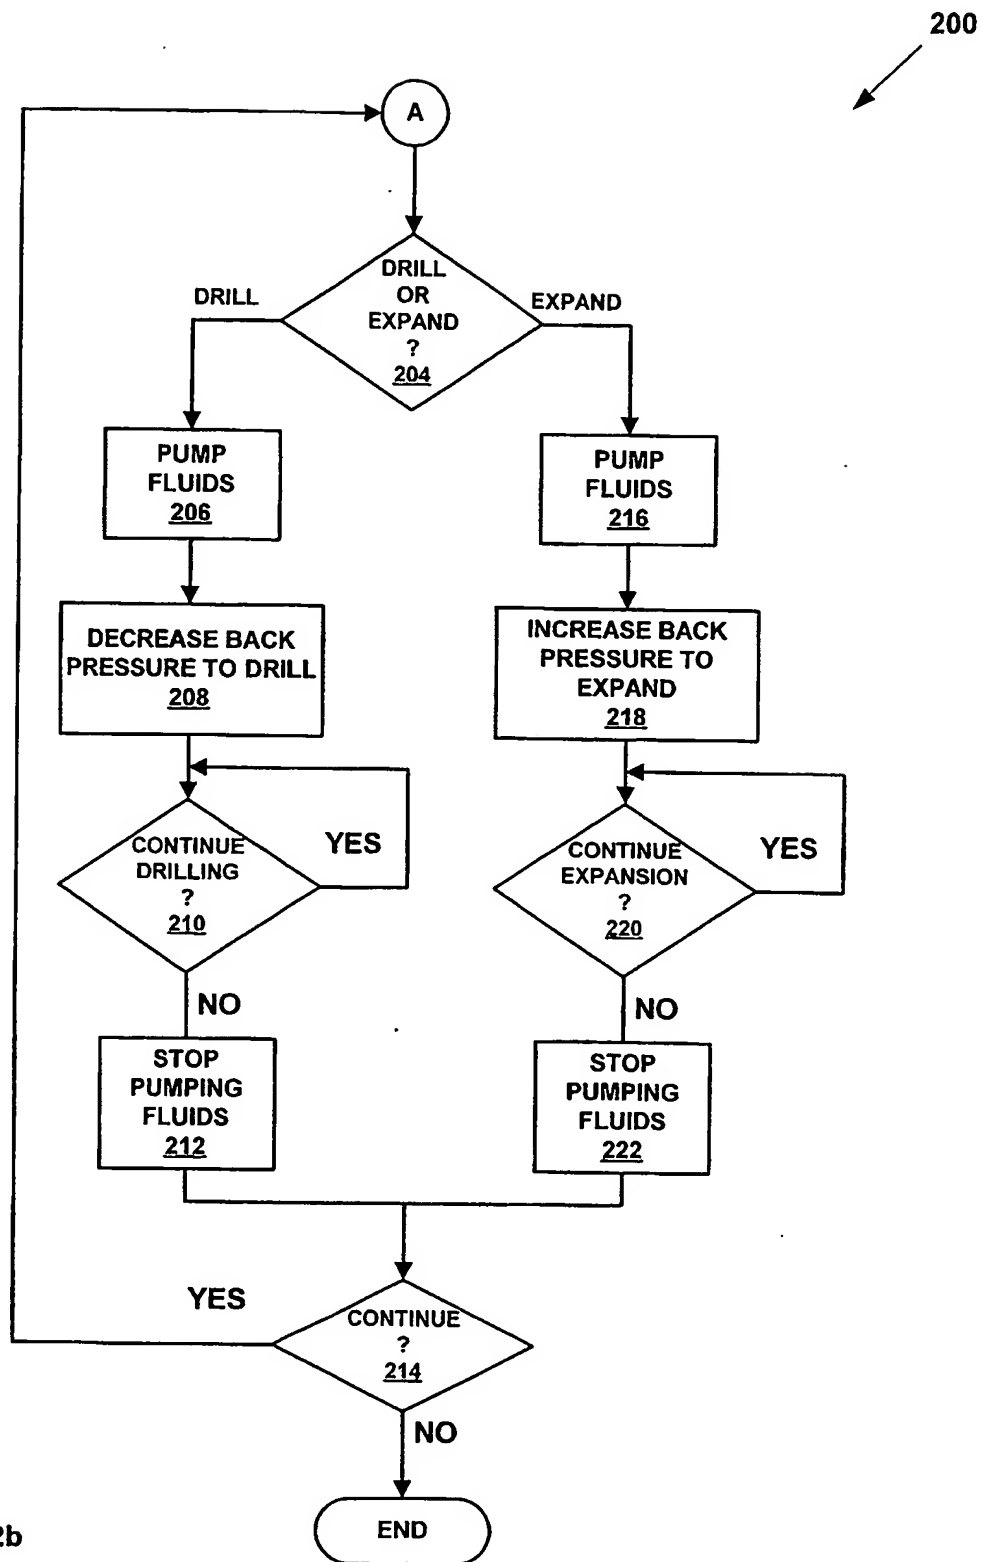 200
A
DRILL
OR
EXPAND
?
204
DRILL
EXPAND
PUMP
FLUIDS
206
PUMP
FLUIDS
216
DECREASE BACK
PRESSURE TO DRILL
208
INCREASE BACK
PRESSURE TO
EXPAND
218
CONTINUE
DRILLING
?
210
YES
CONTINUE
EXPANSION
?
220
YES
NO
NO
STOP
PUMPING
FLUIDS
212
STOP
PUMPING
FLUIDS
222
YES
CONTINUE
?
214
NO
END
2b